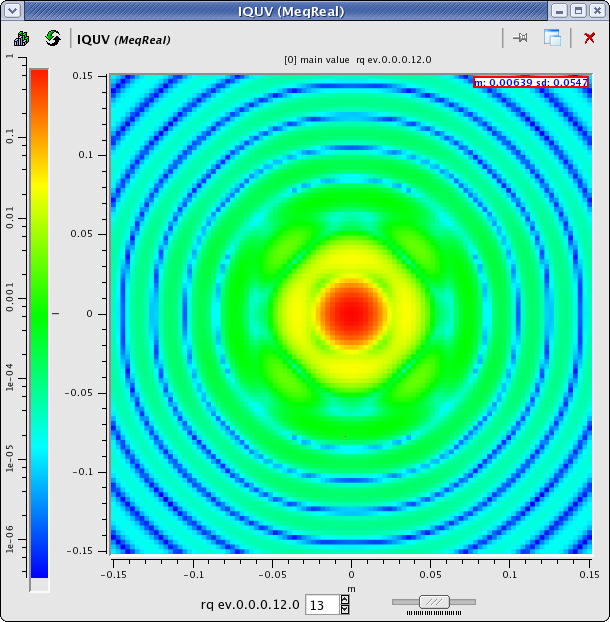 IQUV (MeqReal)
IQUV (MeqReal)
[0] main value rq ev.0.0.0.12.0
m: 0.00639 sd: 0.0547
1
0.1
0.01
0.001
1e-04
1e-05
1e-06
0.15
0.1
0.05
0
-0.05
-0.1
-0.15
-0.15
-0.1
-0.05
0
0.05
0.1
0.15
m
rq ev.0.0.0.12.0 13